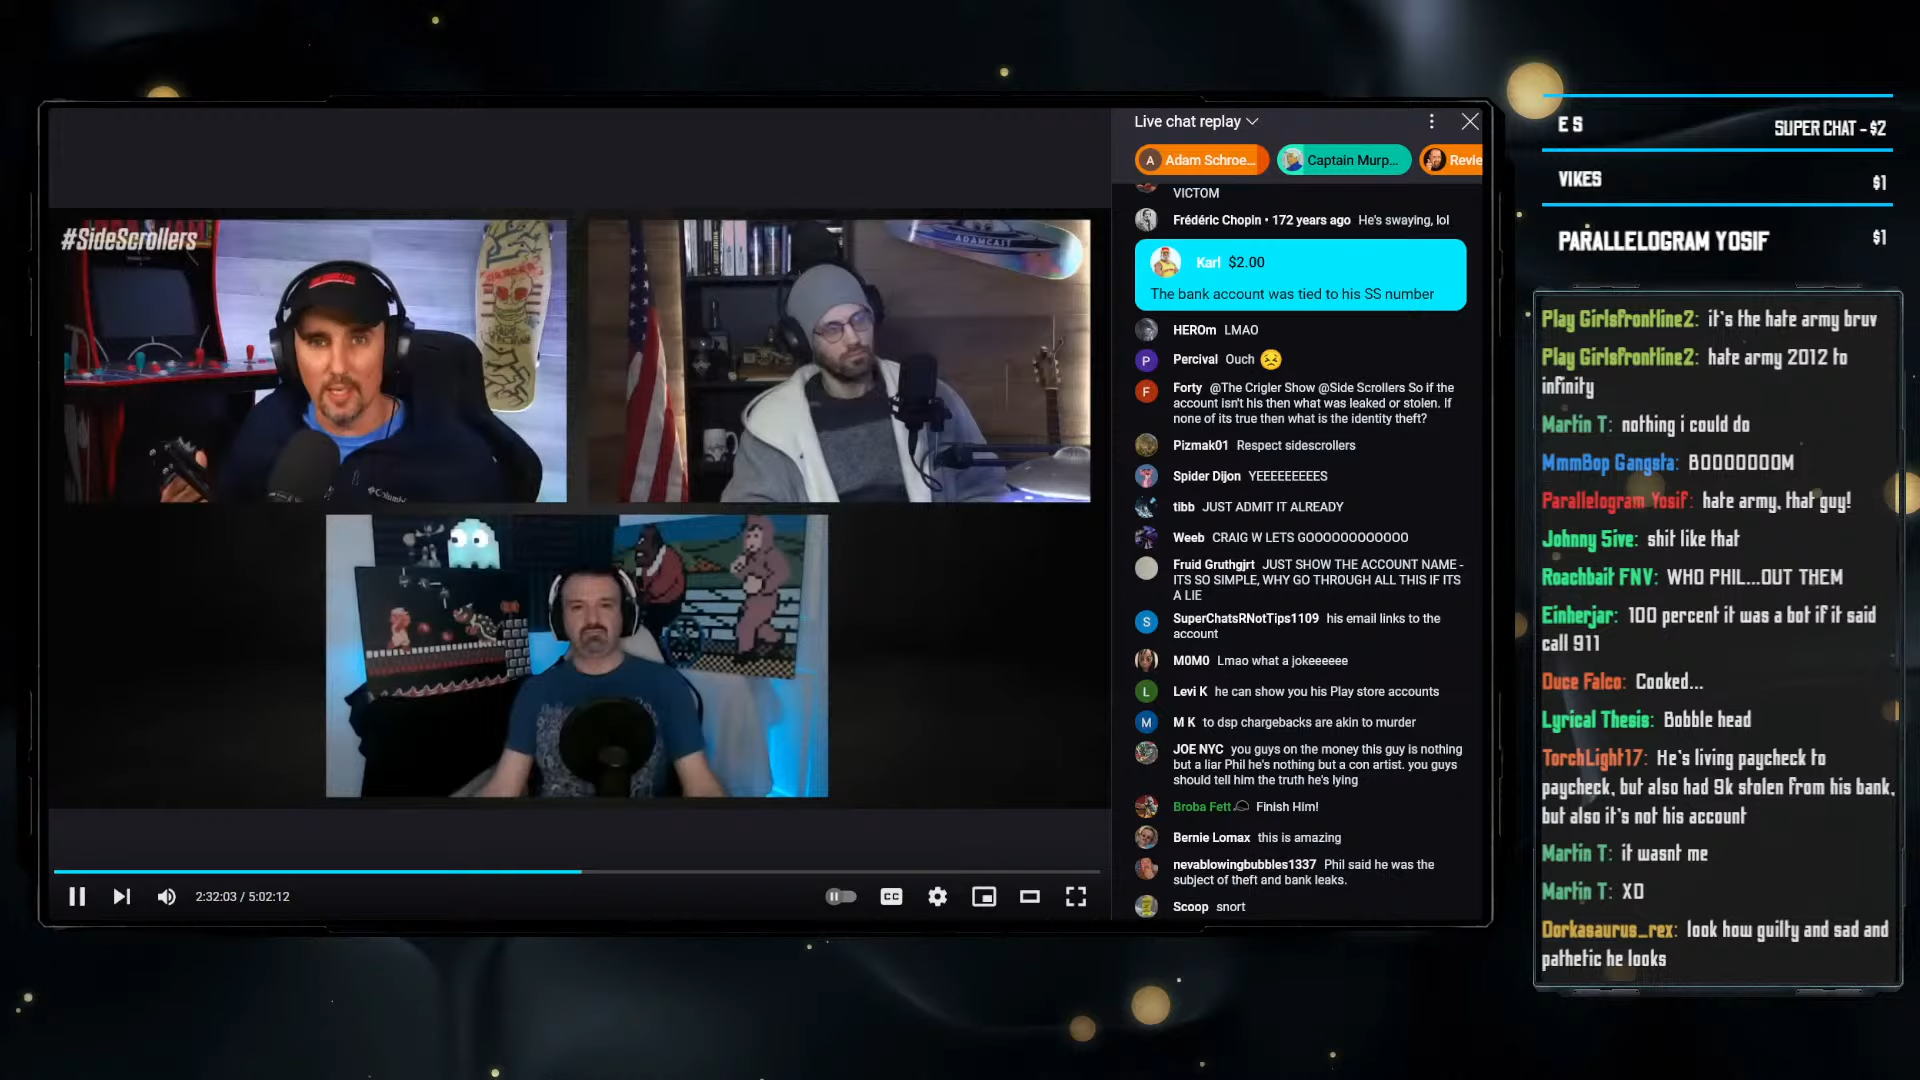 #SideScrollers
ADAMCAST
Columbia
2:32:03 / 5:02:12
CC
Live chat replay
A Adam Schroe...
Captain Murp...
Revie
VICTOM
Frédéric Chopin • 172 years ago He's swaying, lol
Karl $2.00
The bank account was tied to his SS number
HEROm LMAO
P Percival Ouch 😣
F Forty @The Crigler Show @Side Scrollers So if the
account isn't his then what was leaked or stolen. If
none of its true then what is the identity theft?
Pizmak01 Respect sidescrollers
Spider Dijon YEEEEEEEEES
tibb JUST ADMIT IT ALREADY
Weeb CRAIG W LETS GOOOOOOOOOOOO
Fruid Gruthgjrt JUST SHOW THE ACCOUNT NAME -
ITS SO SIMPLE, WHY GO THROUGH ALL THIS IF ITS
A LIE
S SuperChatsRNotTips1109 his email links to the
account
M0M0 Lmao what a jokeeeeee
L Levi K he can show you his Play store accounts
M M K to dsp chargebacks are akin to murder
JOE NYC you guys on the money this guy is nothing
but a liar Phil he's nothing but a con artist. you guys
should tell him the truth he's lying
Broba Fett Finish Him!
Bernie Lomax this is amazing
nevablowingbubbles1337 Phil said he was the
subject of theft and bank leaks.
Scoop snort
E S SUPER CHAT - $2
VIKES $1
PARALLELOGRAM YOSIF $1
Play Girlsfrontline2: it's the hate army bruv
Play Girlsfrontline2: hate army 2012 to
infinity
Martin T: nothing i could do
MmmBop Gangsta: BOOOOOOOM
Parallelogram Yosif: hate army, that guy!
Johnny 5ive: shit like that
Roachbait FNV: WHO PHIL...OUT THEM
Einherjar: 100 percent it was a bot if it said
call 911
Duce Falco: Cooked...
Lyrical Thesis: Bobble head
TorchLight17: He's living paycheck to
paycheck, but also had 9k stolen from his bank,
but also it's not his account
Martin T: it wasnt me
Martin T: XD
Dorkasaurus_rex: look how guilty and sad and
pathetic he looks